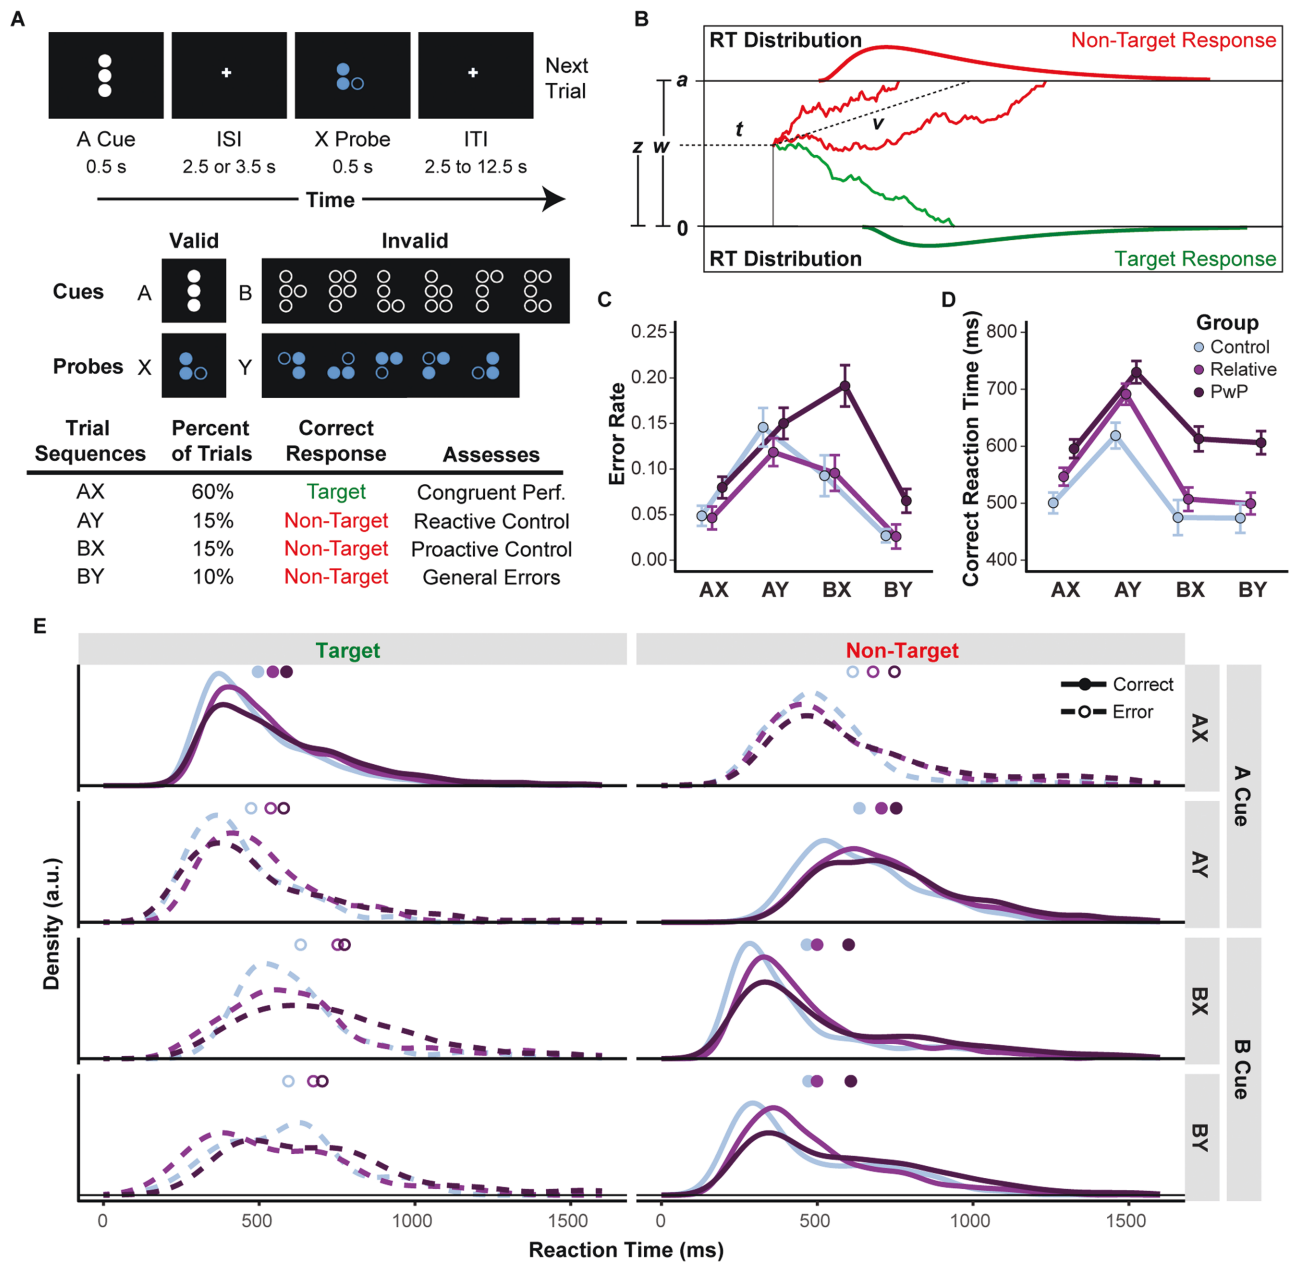 A
Next
Trial
A Cue
ISI
X Probe
ITI
0.5 s
2.5 or 3.5 s
0.5 s
2.5 to 12.5 s
Time
Valid
Invalid
Cues
A
B
Probes
X
Y
Trial Sequences
Percent of Trials
Correct Response
Assesses
AX 60% Target Congruent Perf.
AY 15% Non-Target Reactive Control
BX 15% Non-Target Proactive Control
BY 10% Non-Target General Errors
B
RT Distribution
Non-Target Response
a
t
v
z
w
0
RT Distribution
Target Response
C
Error Rate
0.25
0.20
0.15
0.10
0.05
0.00
AX AY BX BY
D
Correct Reaction Time (ms)
800
700
600
500
400
AX AY BX BY
Group
Control
Relative
PwP
E
Target
Non-Target
Correct
Error
AX
AY
BX
BY
A Cue
B Cue
Density (a.u.)
0 500 1000 1500
0 500 1000 1500
Reaction Time (ms)